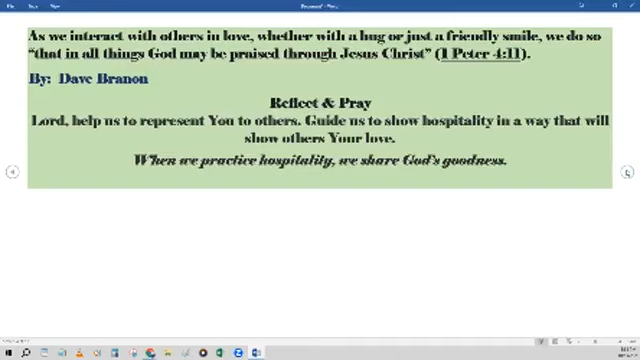 As we interact with others in love, whether with a hug or just a friendly smile, we do so
"that in all things God may be praised through Jesus Christ" (1 Peter 4:11).
By: Dave Branon
Reflect & Pray
Lord, help us to represent You to others. Guide us to show hospitality in a way that will
show others Your love.
When we practice hospitality, we share God's goodness.